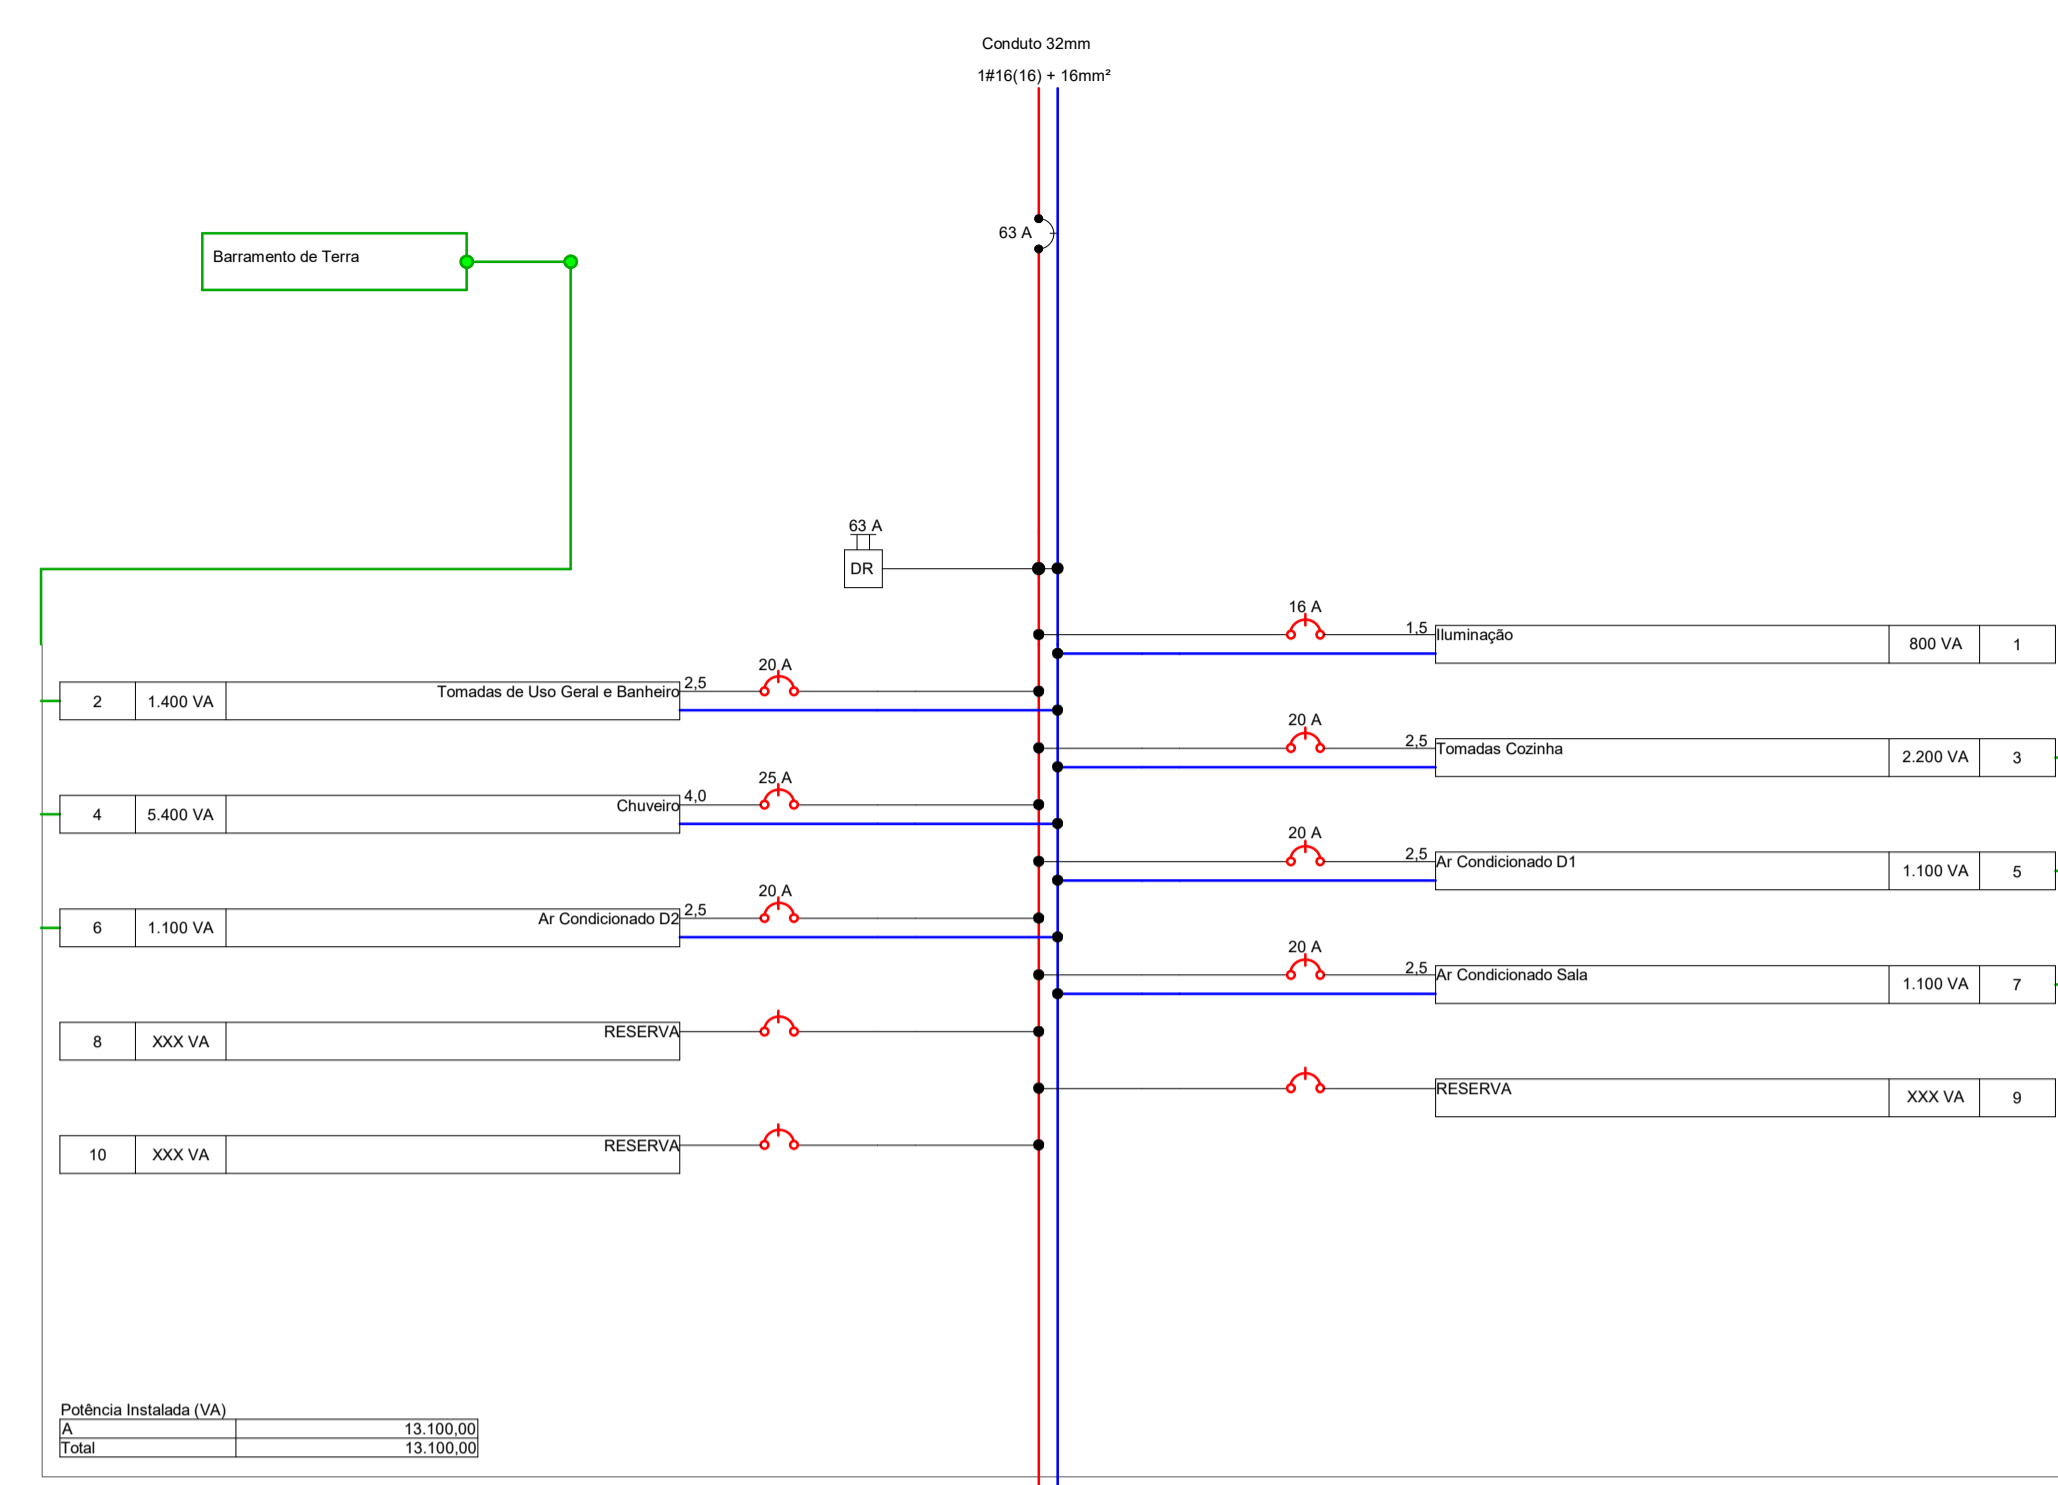 Conduto 32mm
1#16(16) + 16mm²
63 A
Barramento de Terra
63 A
DR
16 A
1,5
Iluminação
800 VA
1
20 A
2,5
Tomadas de Uso Geral e Banheiro
1.400 VA
2
20 A
2,5
Tomadas Cozinha
2.200 VA
3
25 A
4,0
Chuveiro
5.400 VA
4
20 A
2,5
Ar Condicionado D1
1.100 VA
5
20 A
2,5
Ar Condicionado D2
1.100 VA
6
20 A
2,5
Ar Condicionado Sala
1.100 VA
7
RESERVA
XXX VA
8
RESERVA
XXX VA
9
RESERVA
XXX VA
10
Potência Instalada (VA)
A 13.100,00
Total 13.100,00